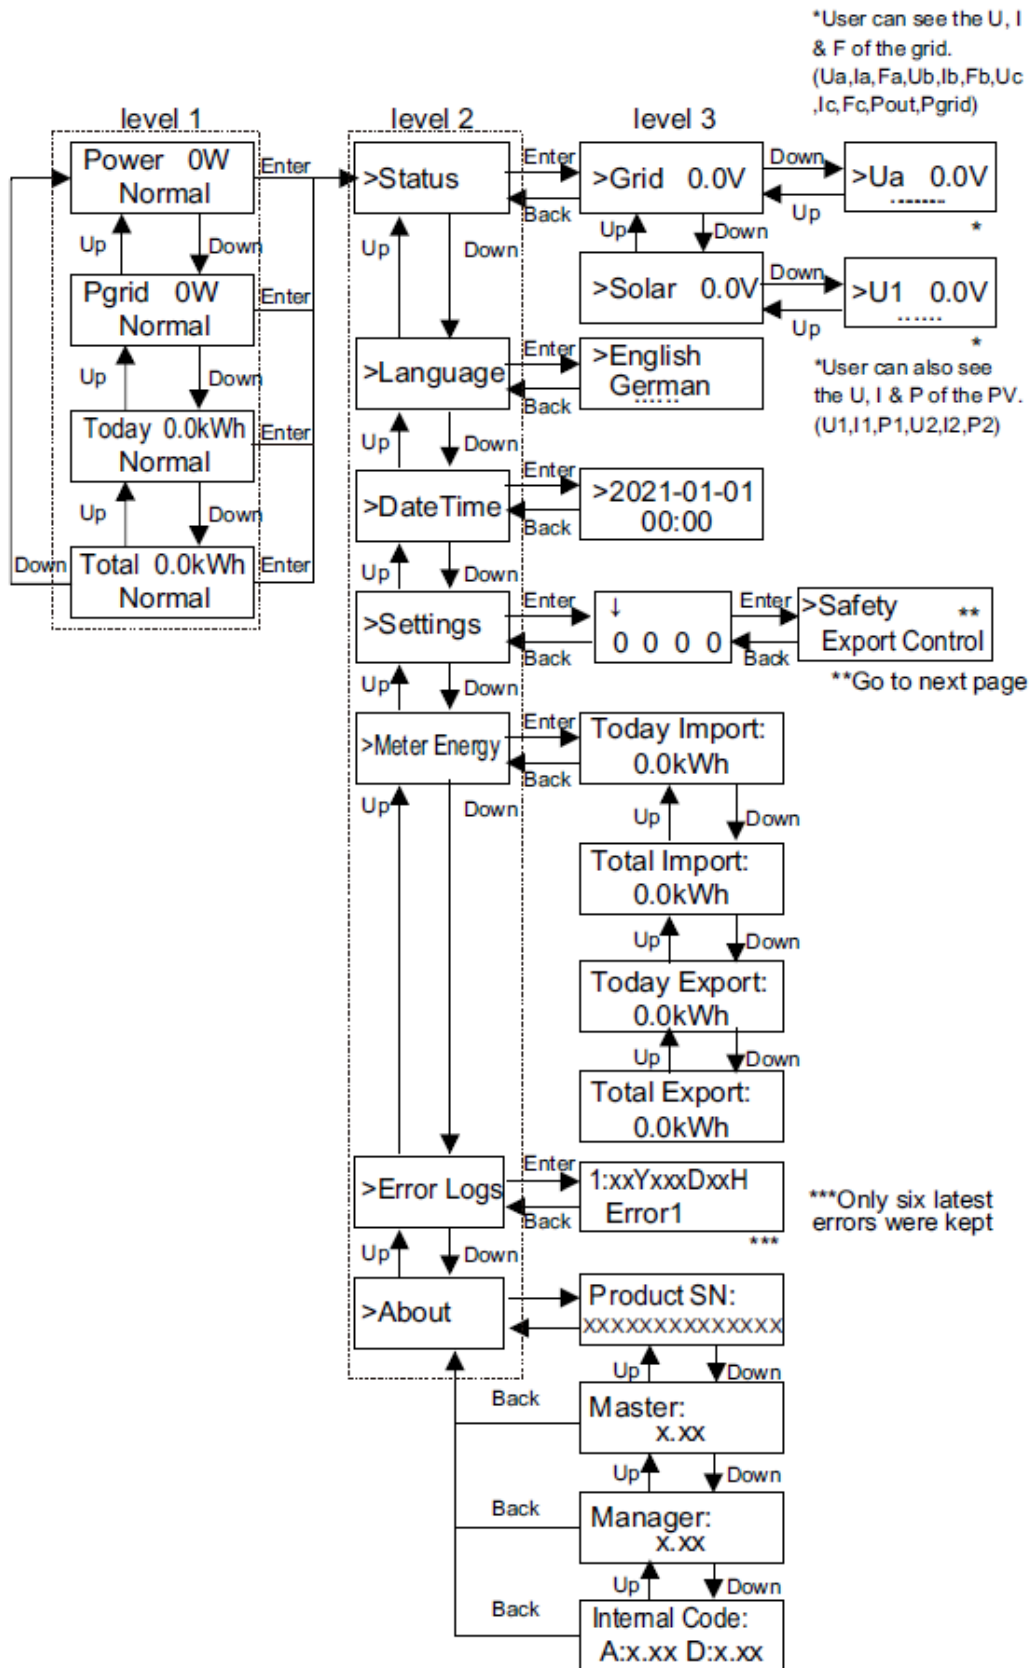 *User can see the U, I
& F of the grid.
(Ua,Ia,Fa,Ub,Ib,Fb,Uc
,Ic,Fc,Pout,Pgrid)
level 1
level 2
level 3
Power 0W
Normal
Enter
>Status
Enter
Back
>Grid 0.0V
Down
Up
>Ua 0.0V
........
*
Up
Down
Up
Down
Up
Down
Pgrid 0W
Normal
Enter
>Solar 0.0V
Down
Up
>U1 0.0V
......
*
Up
Down
>Language
Enter
Back
>English
German
......
*User can also see
the U, I & P of the PV.
(U1,I1,P1,U2,I2,P2)
Today 0.0kWh
Normal
Enter
Up
Down
Up
Down
>DateTime
Enter
Back
>2021-01-01
00:00
Down
Total 0.0kWh
Normal
Enter
Up
Down
>Settings
Enter
Back
↓
0 0 0 0
Enter
Back
>Safety **
Export Control
**Go to next page
Up
Down
>Meter Energy
Enter
Back
Today Import:
0.0kWh
Up
Down
Up
Down
Total Import:
0.0kWh
Up
Down
Today Export:
0.0kWh
Up
Down
Total Export:
0.0kWh
>Error Logs
Enter
Back
1:xxYxxxDxxH
Error1
***
***Only six latest
errors were kept
Up
Down
>About
Product SN:
XXXXXXXXXXXXXX
Up
Down
Back
Master:
x.xx
Up
Down
Back
Manager:
x.xx
Up
Down
Back
Internal Code:
A:x.xx D:x.xx